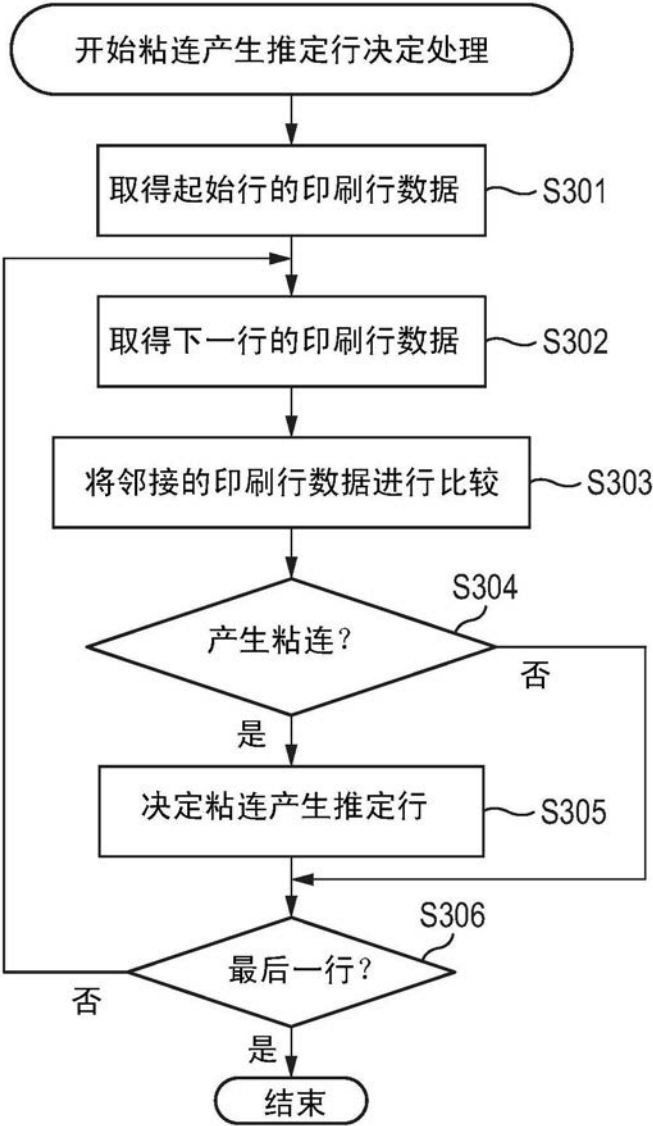 开始粘连产生推定行决定处理
取得起始行的印刷行数据
S301
取得下一行的印刷行数据
S302
将邻接的印刷行数据进行比较
S303
S304
产生粘连?
否
是
决定粘连产生推定行
S305
S306
最后一行?
否
是
结束